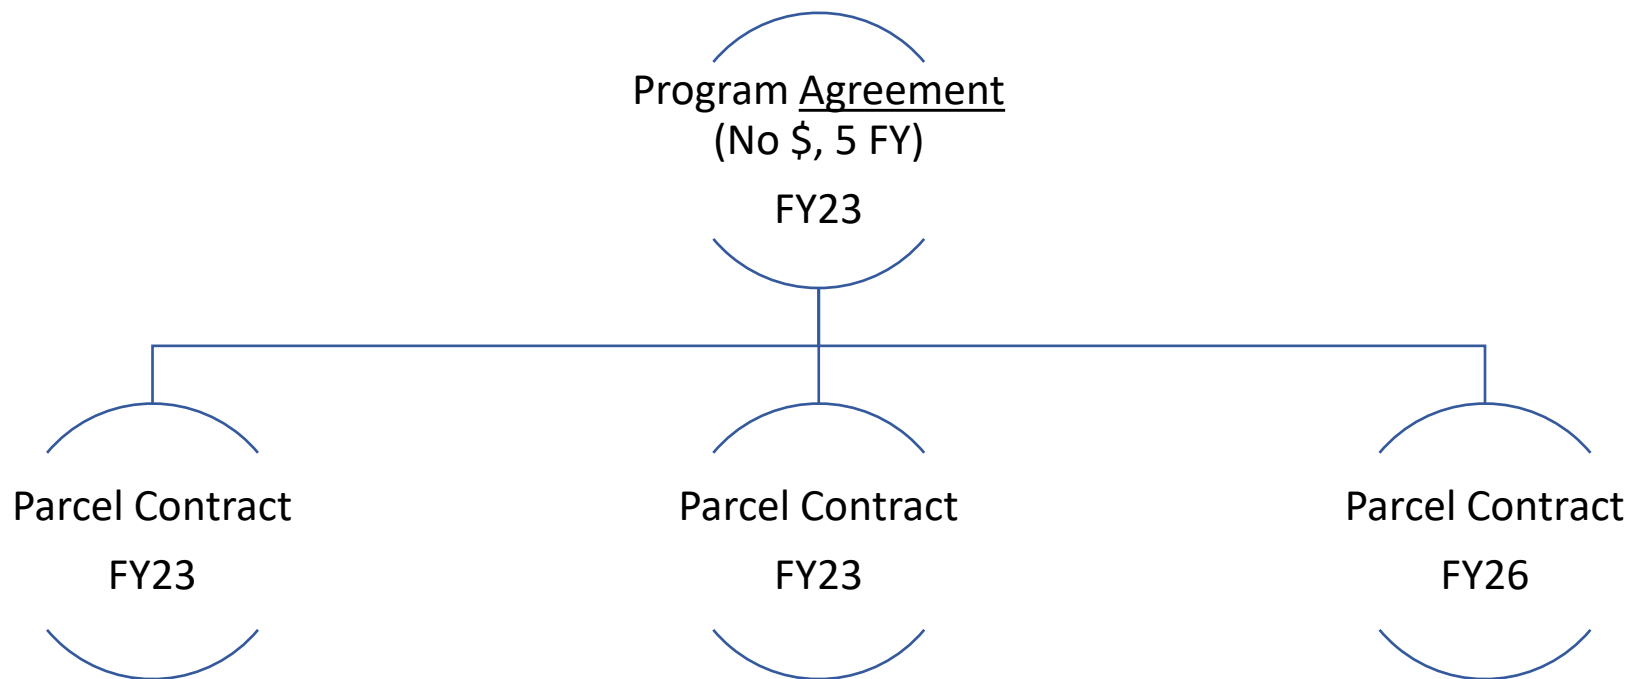 Program Agreement
(No $, 5 FY)
FY23
Parcel Contract
FY23
Parcel Contract
FY23
Parcel Contract
FY26